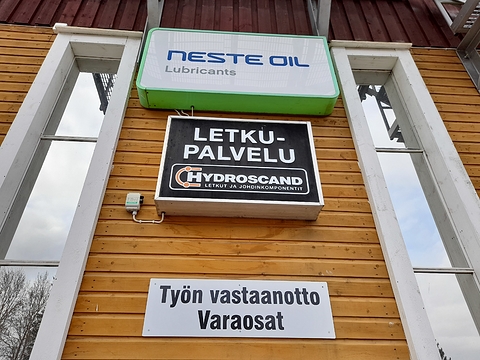 NESTE OIL
Lubricants
LETKU-
PALVELU
HYDROSCAND
LETKUT JA JOHDINKOMPONENTIT
Työn vastaanotto
Varaosat